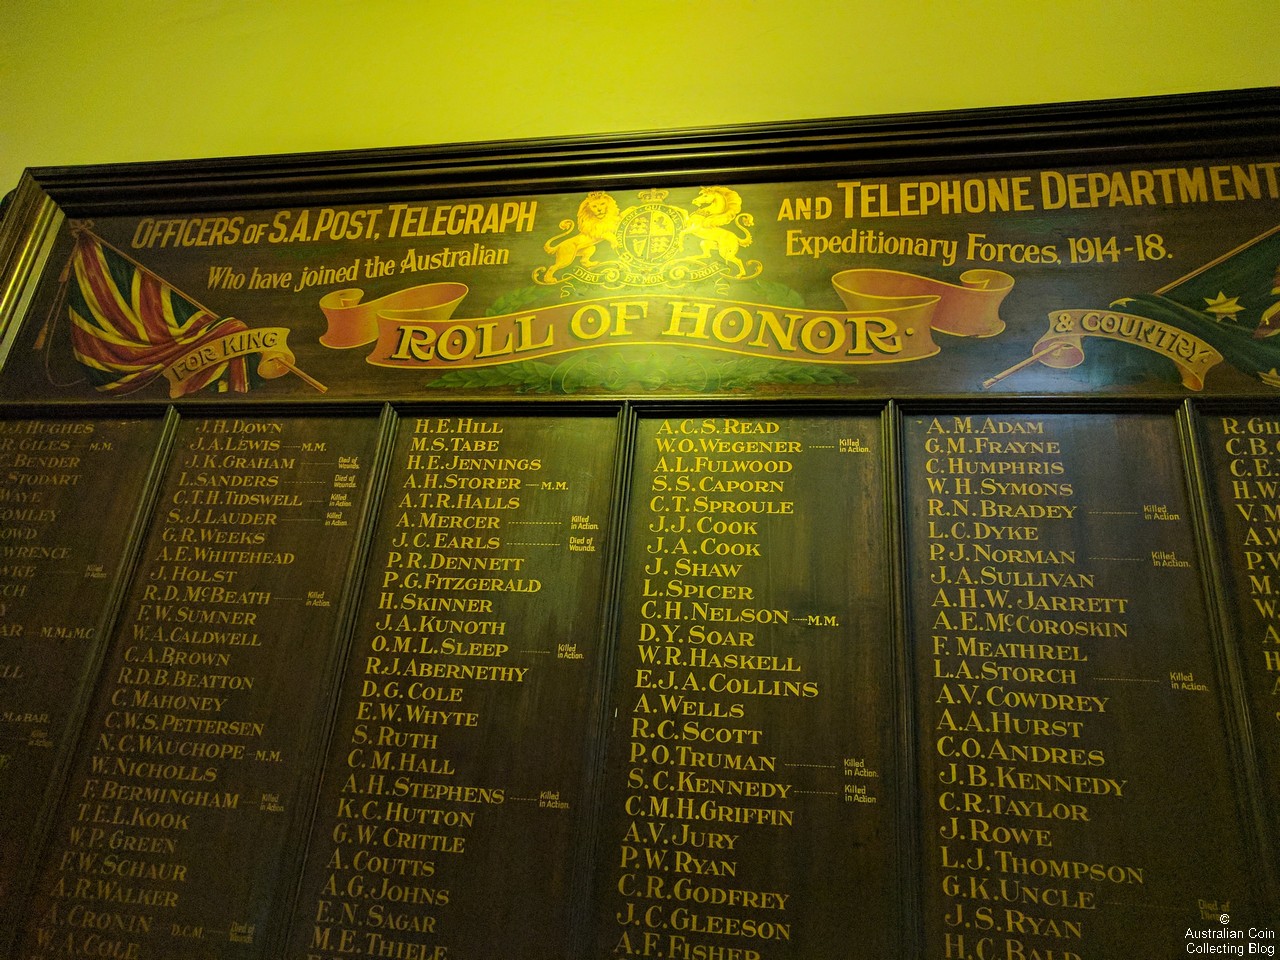 OFFICERS OF S.A. POST, TELEGRAPH
AND TELEPHONE DEPARTMENT
Who have joined the Australian
Expeditionary Forces, 1914-18.
DIEU ET MON DROIT
FOR KING
ROLL OF HONOR.
& COUNTRY
J. HUGHES
R. GILES M.M.
BENDER
STODART
WAYE
J. H. DOWN
J. A. LEWIS M.M.
J. K. GRAHAM Died of Wounds.
L. SANDERS Died of Wounds.
C. T. H. TIDSWELL Killed in Action.
S. J. LAUDER Killed in Action.
G. R. WEEKS
A. E. WHITEHEAD
J. HOLST
R. D. McBEATH Killed in Action.
F. W. SUMNER
W. A. CALDWELL
C. A. BROWN
R. D. B. BEATTON
C. MAHONEY
C. W. S. PETTERSEN
N. C. WAUCHOPE M.M.
W. NICHOLLS
F. BERMINGHAM Killed in Action.
T. E. L. KOOK
W. P. GREEN
F. W. SCHAUR
A. R. WALKER
A. CRONIN D.C.M. Died of Wounds.
W. A. COLE
H. E. HILL
M. S. TABE
H. E. JENNINGS
A. H. STORER M.M.
A. T. R. HALLS
A. MERCER Killed in Action.
J. C. EARLS Died of Wounds.
P. R. DENNETT
P. G. FITZGERALD
H. SKINNER
J. A. KUNOTH
O. M. L. SLEEP Killed in Action.
R. J. ABERNETHY
D. G. COLE
E. W. WHYTE
S. RUTH
C. M. HALL
A. H. STEPHENS Killed in Action.
K. C. HUTTON
G. W. CRITTLE
A. COUTTS
A. G. JOHNS
E. N. SAGAR
M. E. THIELE
A. C. S. READ
W. O. WEGENER Killed in Action.
A. L. FULWOOD
S. S. CAPORN
C. T. SPROULE
J. J. COOK
J. A. COOK
J. SHAW
L. SPICER
C. H. NELSON M.M.
D. Y. SOAR
W. R. HASKELL
E. J. A. COLLINS
A. WELLS
R. C. SCOTT
P. O. TRUMAN Killed in Action.
S. C. KENNEDY Killed in Action.
C. M. H. GRIFFIN
A. V. JURY
P. W. RYAN
C. R. GODFREY
J. C. GLEESON
A. F. FISHER
A. M. ADAM
G. M. FRAYNE
C. HUMPHRIS
W. H. SYMONS
R. N. BRADEY Killed in Action.
L. C. DYKE
P. J. NORMAN Killed in Action.
J. A. SULLIVAN
A. H. W. JARRETT
A. E. McCOROSKIN
F. MEATHREL
L. A. STORCH Killed in Action.
A. V. COWDREY
A. A. HURST
C. O. ANDRES
J. B. KENNEDY
C. R. TAYLOR
J. ROWE
L. J. THOMPSON
G. K. UNCLE Died of
J. S. RYAN
H. C. BALD
©
Australian Coin
Collecting Blog